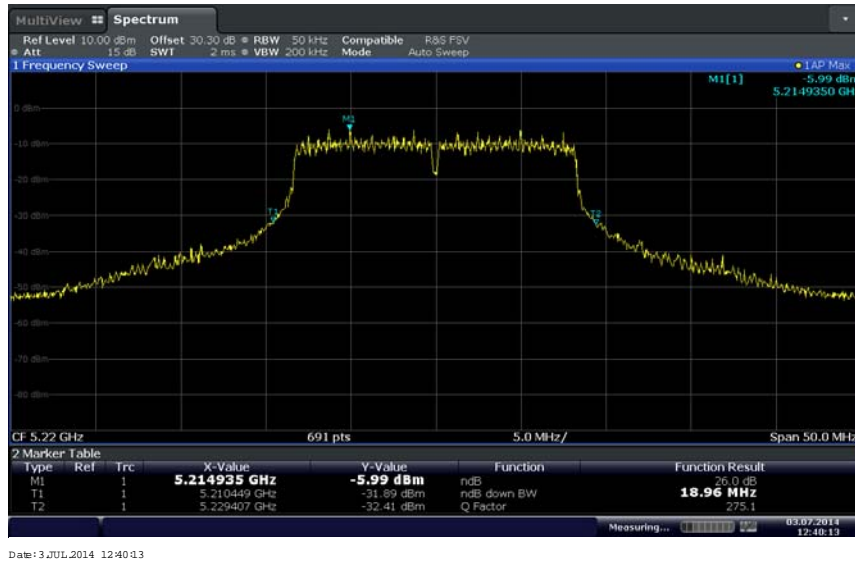 MultiView Spectrum
Ref Level 10.00 dBm Offset 30.30 dB RBW 50 kHz Compatible R&S FSV
Att 15 dB SWT 2 ms VBW 200 kHz Mode Auto Sweep
1 Frequency Sweep 1AP Max
M1[1] -5.99 dBm
5.2149350 GH
0 dBm
M1
-10 dBm
-20 dBm
T1 T2
-30 dBm
-40 dBm
-50 dBm
-60 dBm
-70 dBm
-80 dBm
CF 5.22 GHz 691 pts 5.0 MHz/ Span 50.0 MHz
2 Marker Table
Type Ref Trc X-Value Y-Value Function Function Result
M1 1 5.214935 GHz -5.99 dBm ndB 26.0 dB
T1 1 5.210449 GHz -31.89 dBm ndB down BW 18.96 MHz
T2 1 5.229407 GHz -32.41 dBm Q Factor 275.1
Measuring... 03.07.2014
12:40:13
Date: 3.JUL.2014 12:40:13